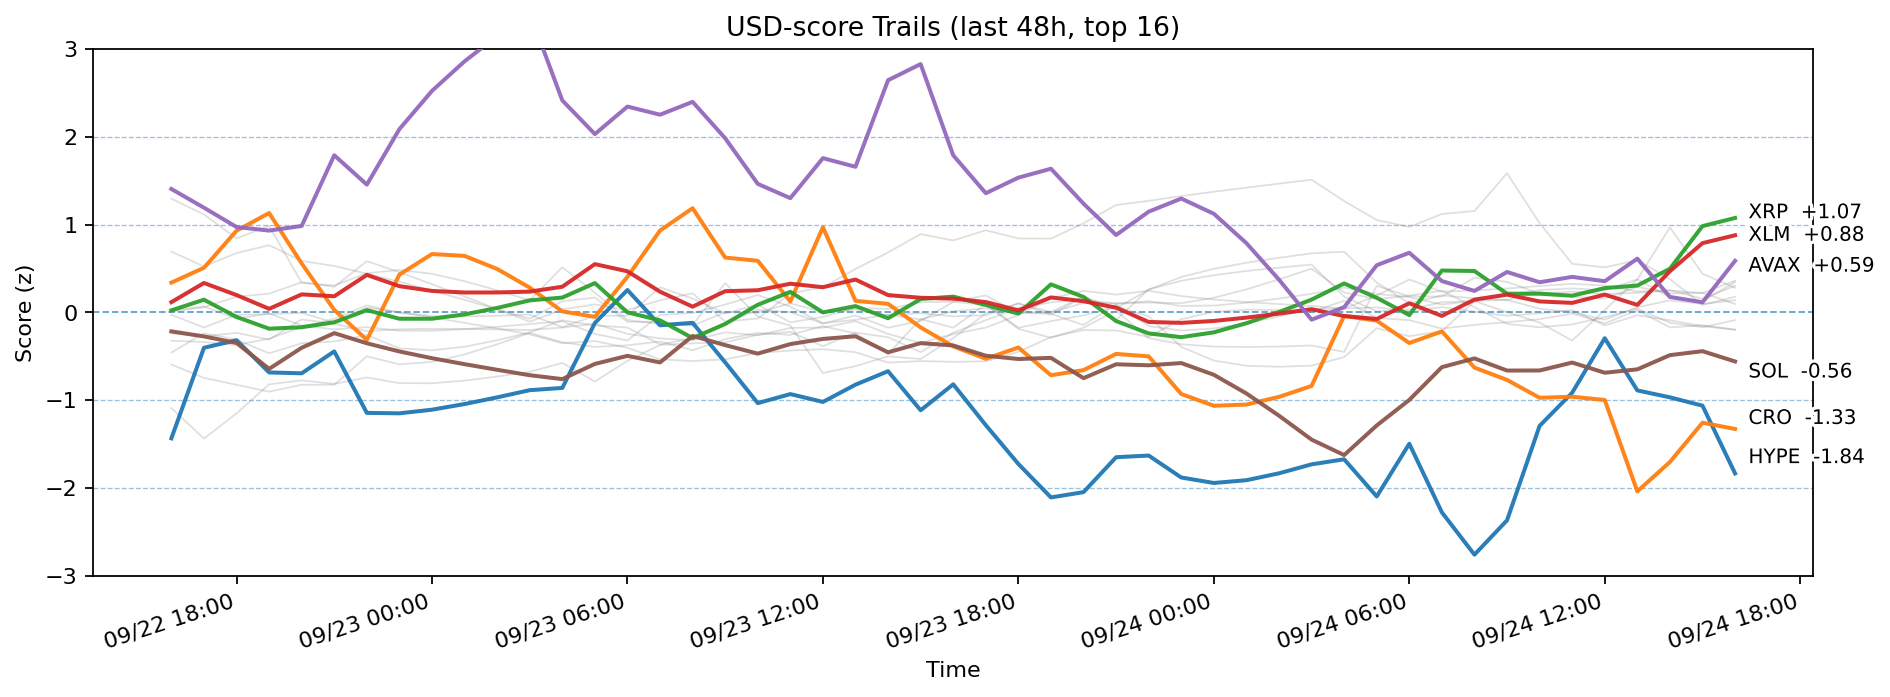 USD-score Trails (last 48h, top 16)
Score (z)
3
2
1
0
−1
−2
−3
XRP +1.07
XLM +0.88
AVAX +0.59
SOL -0.56
CRO -1.33
HYPE -1.84
09/22 18:00
09/23 00:00
09/23 06:00
09/23 12:00
09/23 18:00
09/24 00:00
09/24 06:00
09/24 12:00
09/24 18:00
Time